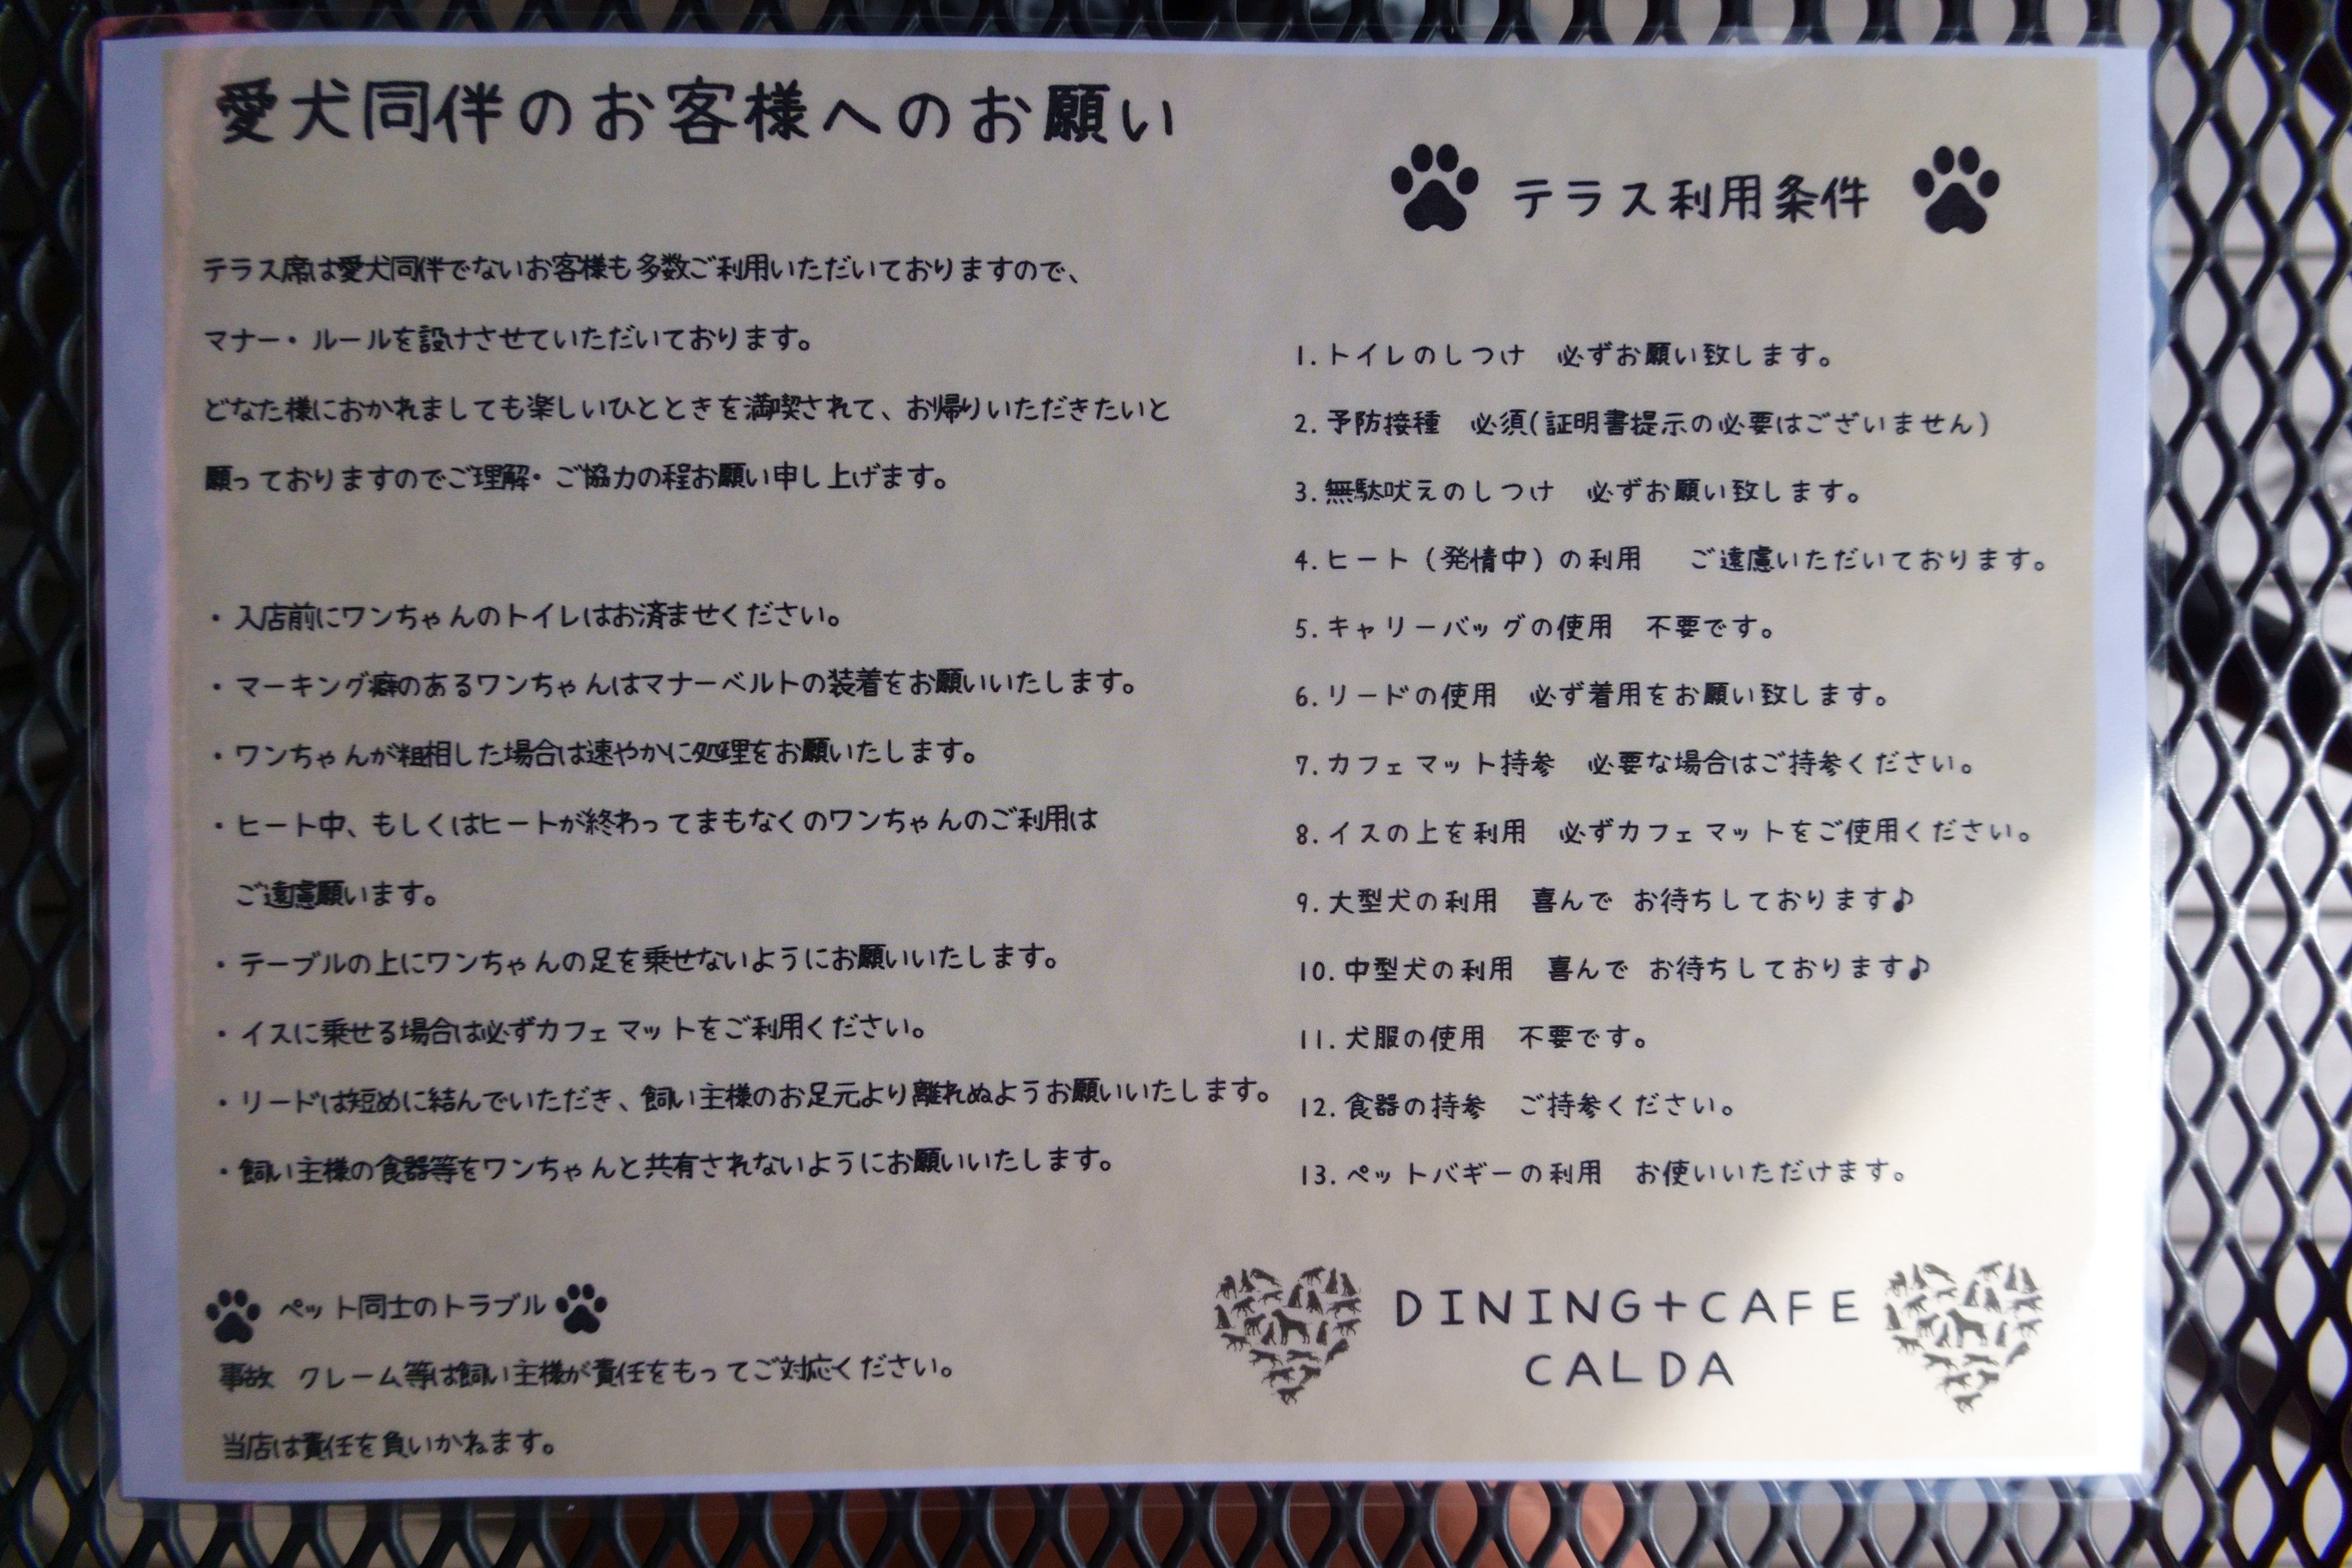 愛犬同伴のお客様へのお願い
テラス席は愛犬同伴でないお客様も多数ご利用いただいておりますので、
マナー・ルールを設けさせていただいております。
どなた様におかれましても楽しいひとときを満喫されて、お帰りいただきたいと
願っておりますのでご理解・ご協力の程お願い申し上げます。
・入店前にワンちゃんのトイレはお済ませください。
・マーキング癖のあるワンちゃんはマナーベルトの装着をお願いいたします。
・ワンちゃんが粗相した場合は速やかに処理をお願いたします。
・ヒート中、もしくはヒートが終わってまもなくのワンちゃんのご利用は
ご遠慮願います。
・テーブルの上にワンちゃんの足を乗せないようにお願いいたします。
・イスに乗せる場合は必ずカフェマットをご利用ください。
・リードは短めに結んでいただき、飼い主様のお足元より離れぬようお願いいたします。
・飼い主様の食器等をワンちゃんと共有されないようにお願いいたします。
ペット同士のトラブル
事故 クレーム等は飼い主様が責任をもってご対応ください。
当店は責任を負いかねます。
テラス利用条件
1. トイレのしつけ 必ずお願い致します。
2. 予防接種 必須(証明書提示の必要はございません)
3. 無駄吠えのしつけ 必ずお願い致します。
4. ヒート（発情中）の利用 ご遠慮いただいております。
5. キャリーバッグの使用 不要です。
6. リードの使用 必ず着用をお願い致します。
7. カフェマット持参 必要な場合はご持参ください。
8. イスの上を利用 必ずカフェマットをご使用ください。
9. 大型犬の利用 喜んで お待ちしております♪
10. 中型犬の利用 喜んで お待ちしております♪
11. 犬服の使用 不要です。
12. 食器の持参 ご持参ください。
13. ペットバギーの利用 お使いいただけます。
DINING+CAFE
CALDA